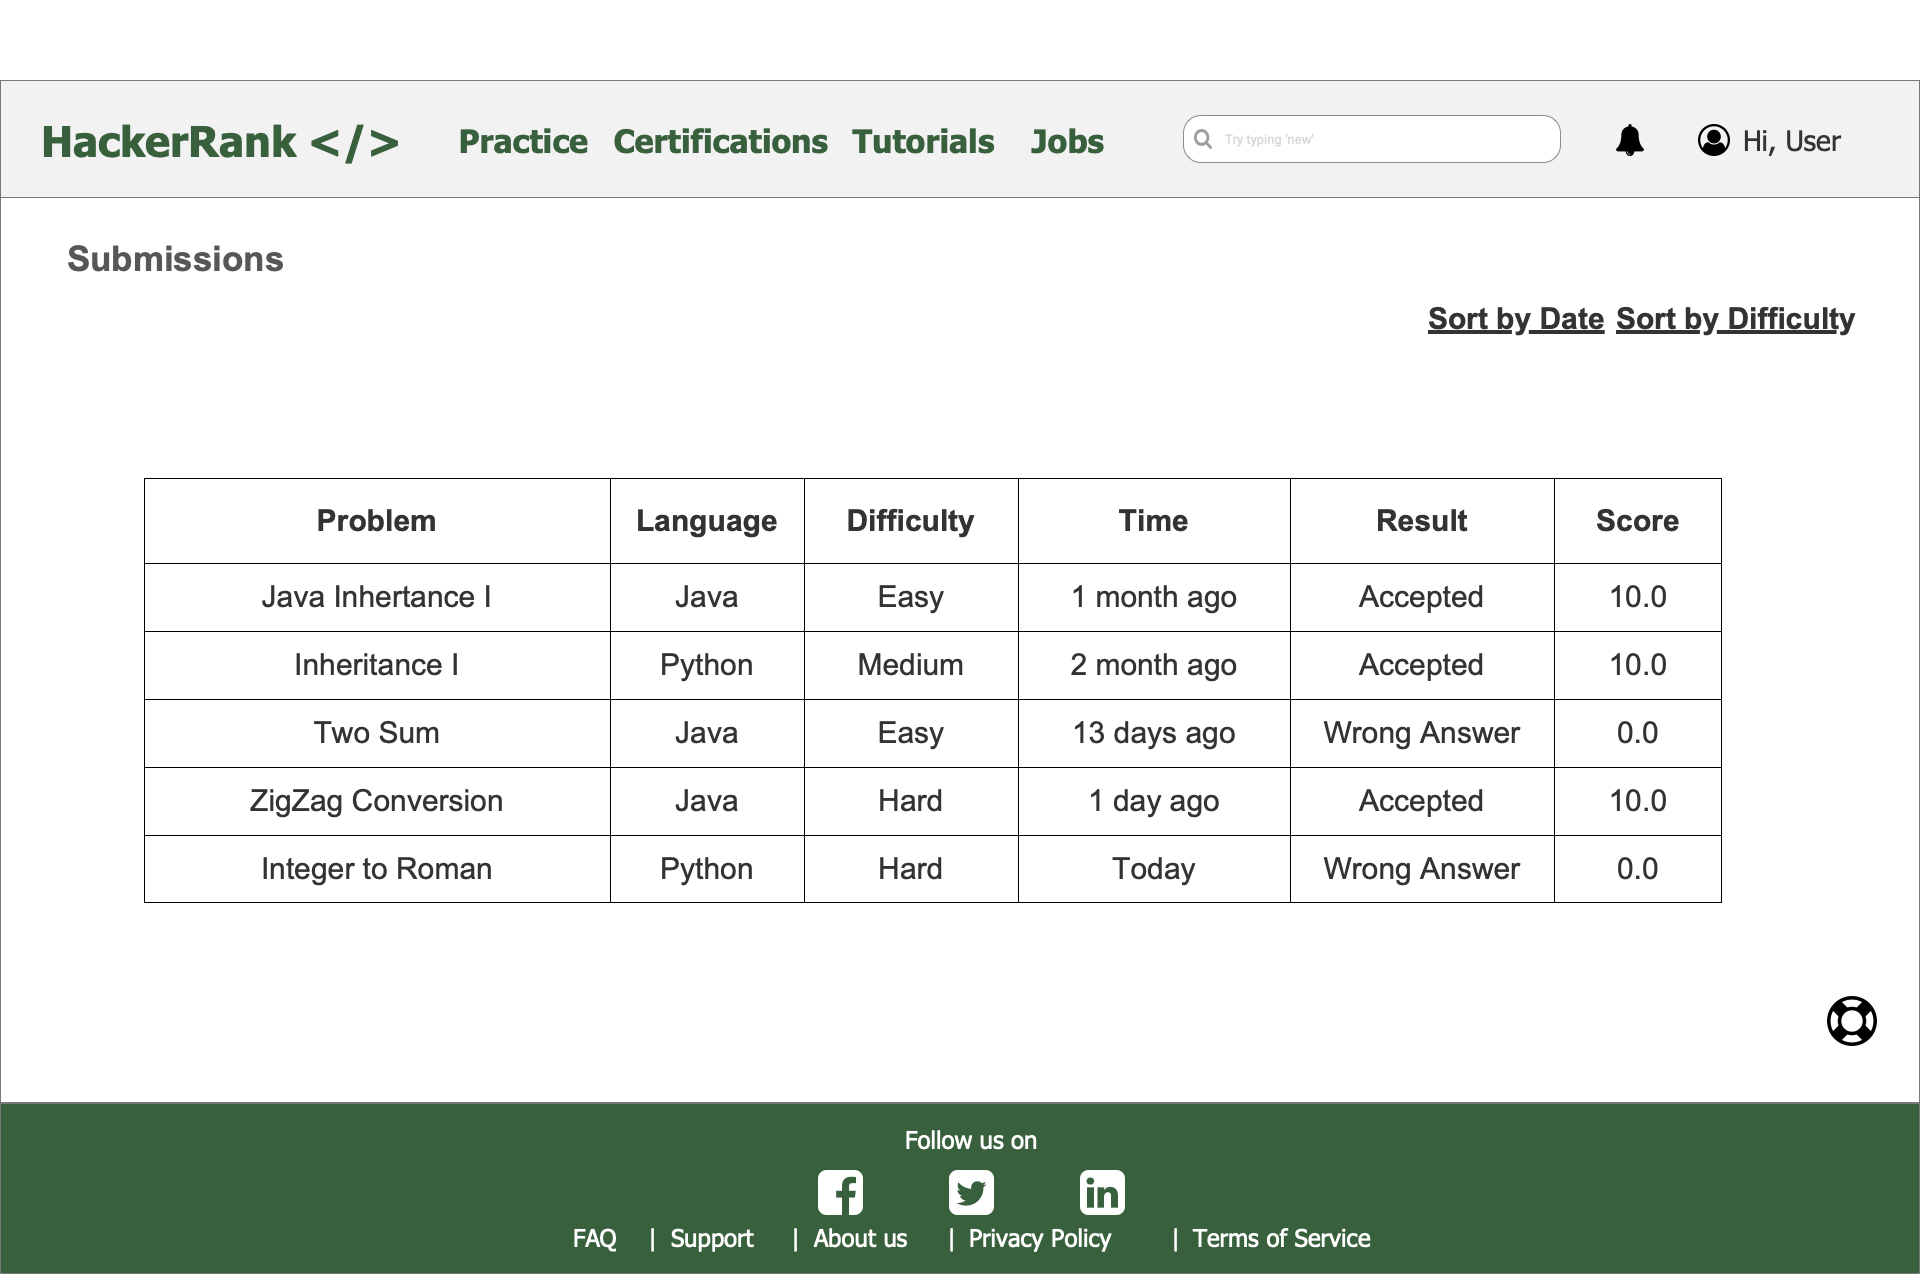 HackerRank </> Practice Certifications Tutorials Jobs Try typing 'new' Hi, User
Submissions
Sort by Date Sort by Difficulty
Problem Language Difficulty Time Result Score
Java Inhertance I Java Easy 1 month ago Accepted 10.0
Inheritance I Python Medium 2 month ago Accepted 10.0
Two Sum Java Easy 13 days ago Wrong Answer 0.0
ZigZag Conversion Java Hard 1 day ago Accepted 10.0
Integer to Roman Python Hard Today Wrong Answer 0.0
Follow us on
FAQ | Support | About us | Privacy Policy | Terms of Service